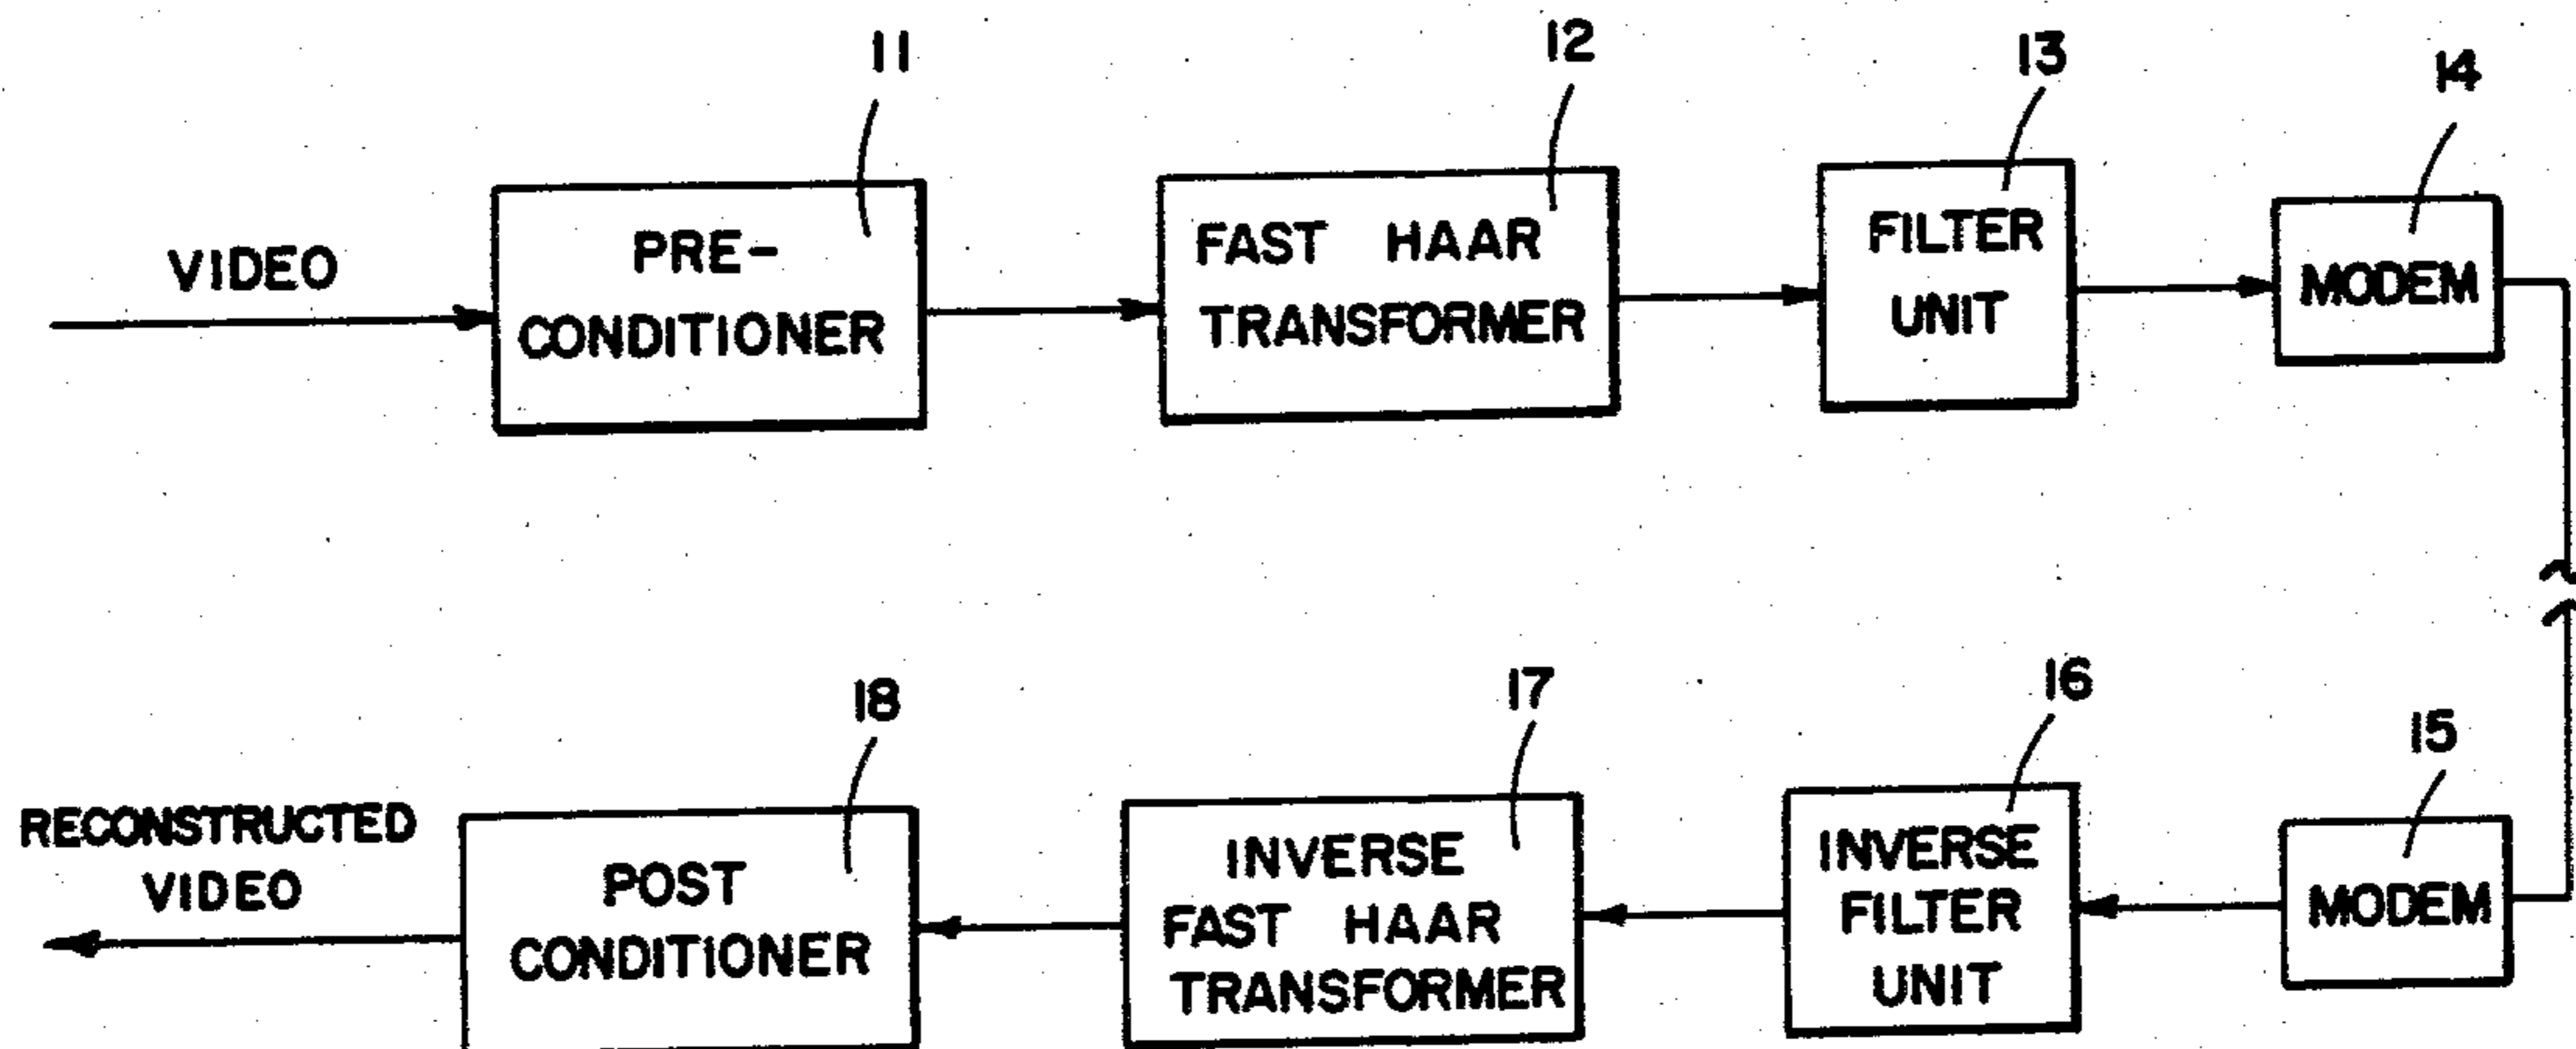 11
12
13
14
VIDEO
PRE-
CONDITIONER
FAST HAAR
TRANSFORMER
FILTER
UNIT
MODEM
18
17
16
15
RECONSTRUCTED
VIDEO
POST
CONDITIONER
INVERSE
FAST HAAR
TRANSFORMER
INVERSE
FILTER
UNIT
MODEM